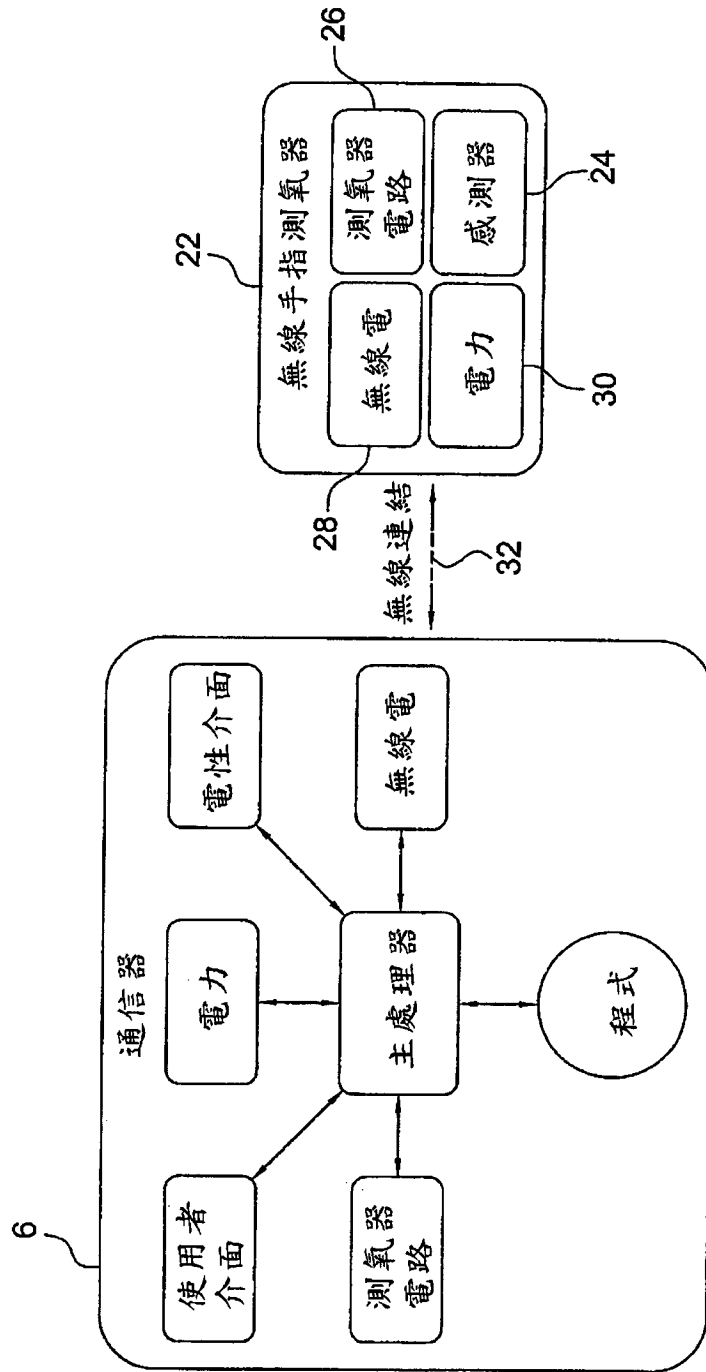 6
通信器
使用者
介面
電力
電性介面
主處理器
測氧器
電路
無線電
程式
無線連結
32
22
無線手指測氧器
28
無線電
測氧器
電路
26
電力
30
感測器
24